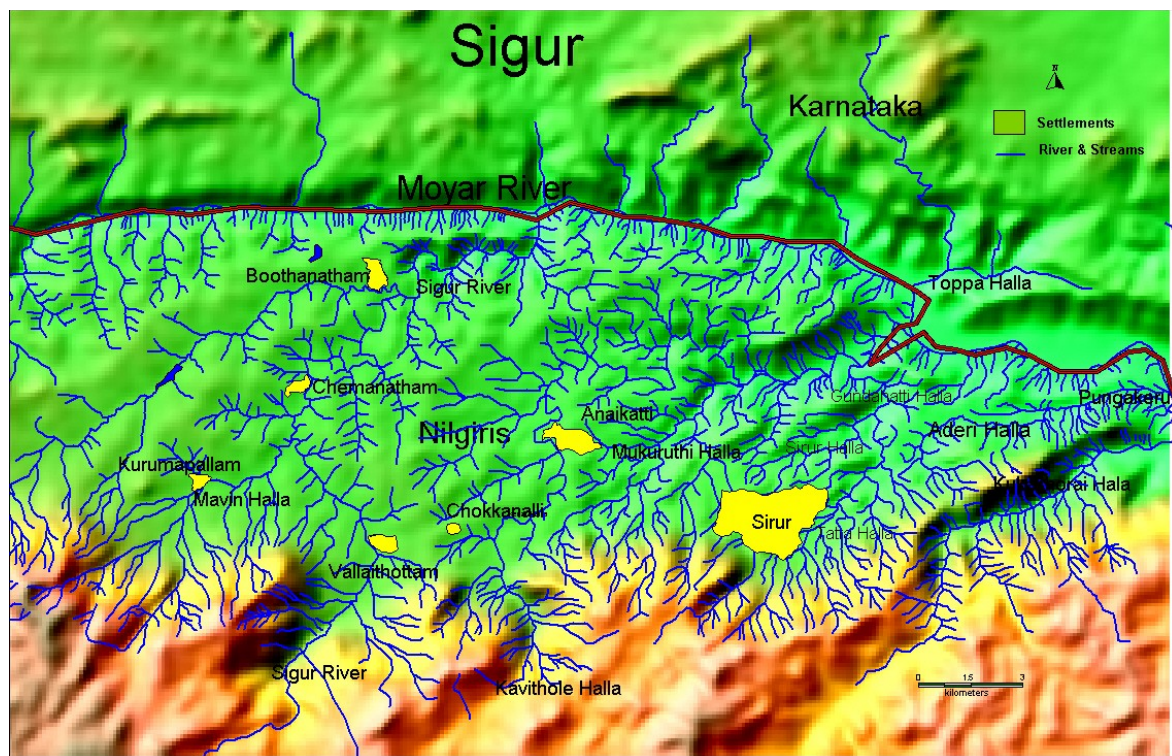 Sigur
N
Karnataka
Settlements
River & Streams
Moyar River
Boothanatham
Sigur River
Toppa Halla
Chemanatham
Gundahatti Halla
Pungakeru
Anaikatti
Nilgiris
Aderi Halla
Mukuruthi Halla
Sirur Halla
Kurumapallam
Mavin Halla
Chokkanalli
Sirur
Tatta Halla
Vallaithottam
Sigur River
Kavithole Halla
0 1.5 3
kilometers